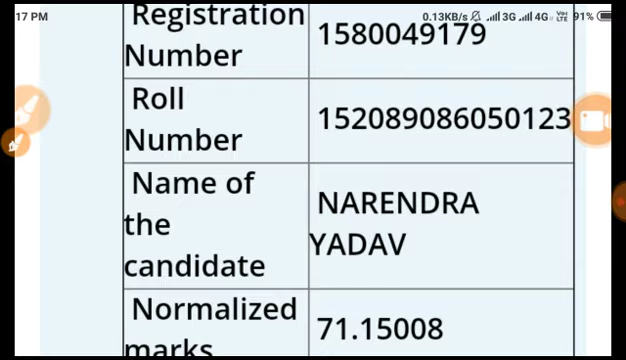 17 PM 0.13KB/s 3G 4G VoLTE 91%
Registration
Number
1580049179
Roll
Number
152089086050123
Name of
the
candidate
NARENDRA
YADAV
Normalized
marks
71.15008